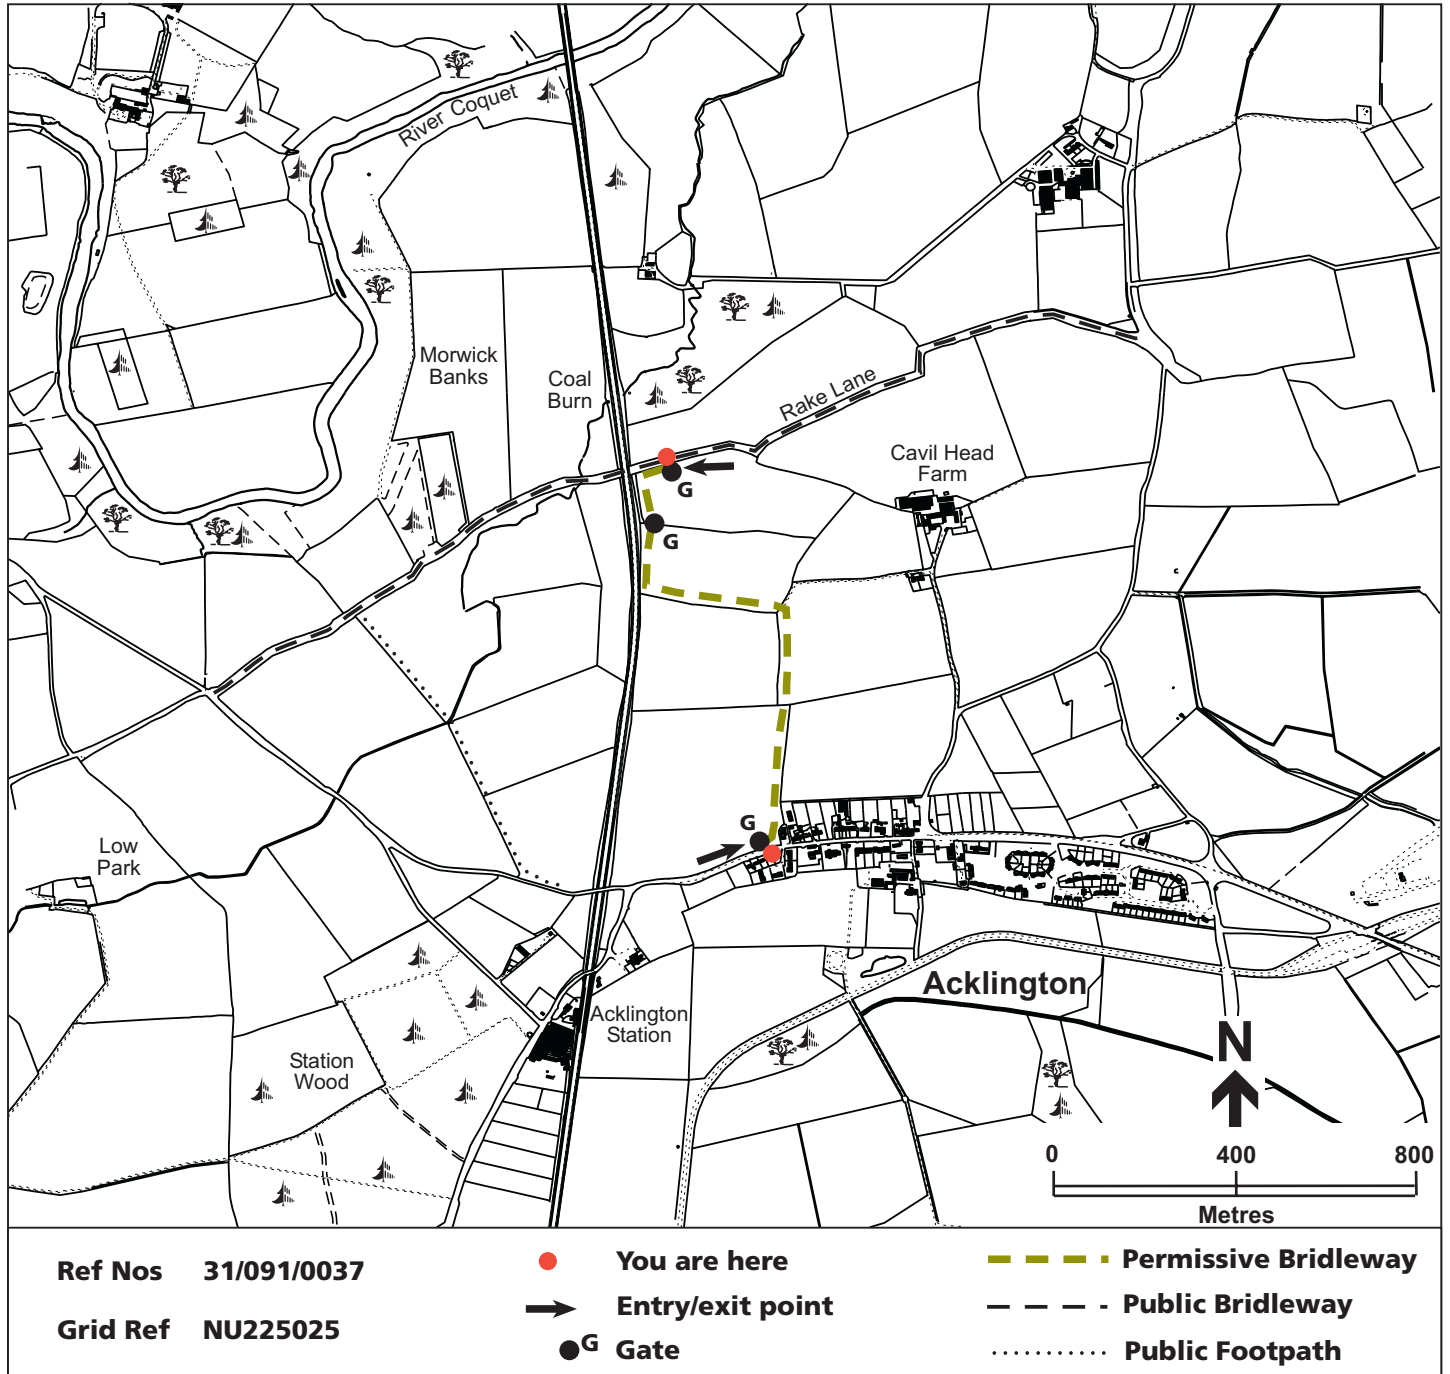 River Coquet
Morwick
Banks
Coal
Burn
Rake Lane
Cavil Head
Farm
G
G
G
Low
Park
Acklington
Acklington
Station
Station
Wood
N
0 400 800
Metres
Ref Nos 31/091/0037
Grid Ref NU225025
You are here
Entry/exit point
G Gate
Permissive Bridleway
Public Bridleway
Public Footpath